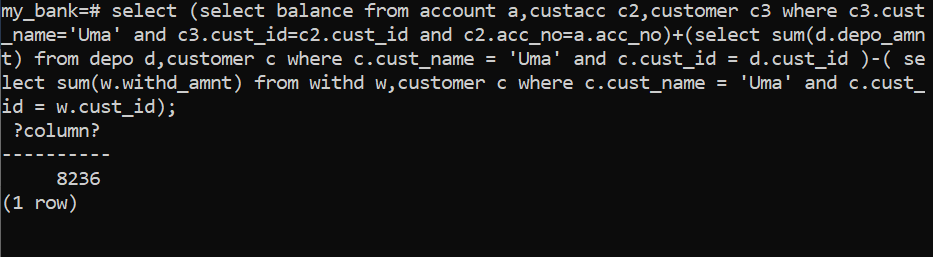 my_bank=# select (select balance from account a,custacc c2,customer c3 where c3.cust
_name='Uma' and c3.cust_id=c2.cust_id and c2.acc_no=a.acc_no)+(select sum(d.depo_amn
t) from depo d,customer c where c.cust_name = 'Uma' and c.cust_id = d.cust_id )-( se
lect sum(w.withd_amnt) from withd w,customer c where c.cust_name = 'Uma' and c.cust_
id = w.cust_id);
?column?
----------
8236
(1 row)